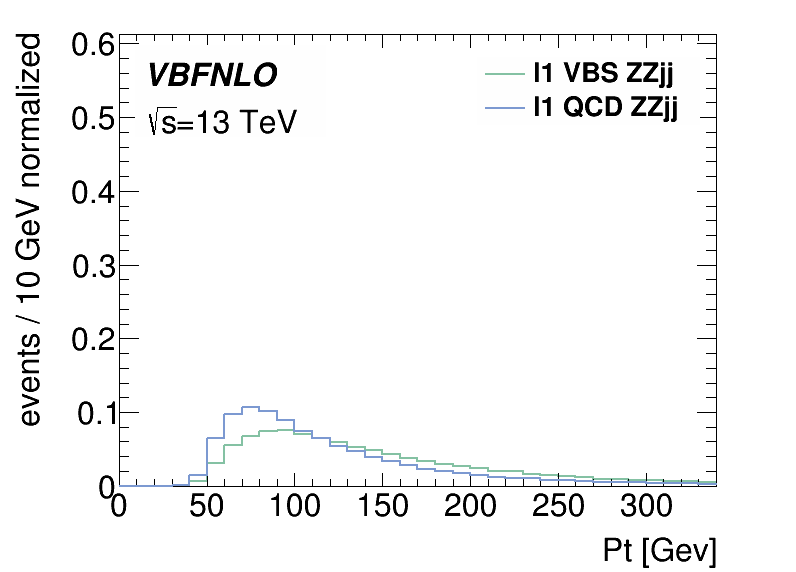 events / 10 GeV normalized
VBFNLO
√s=13 TeV
l1 VBS ZZjj
l1 QCD ZZjj
0.6
0.5
0.4
0.3
0.2
0.1
0
0 50 100 150 200 250 300
Pt [Gev]